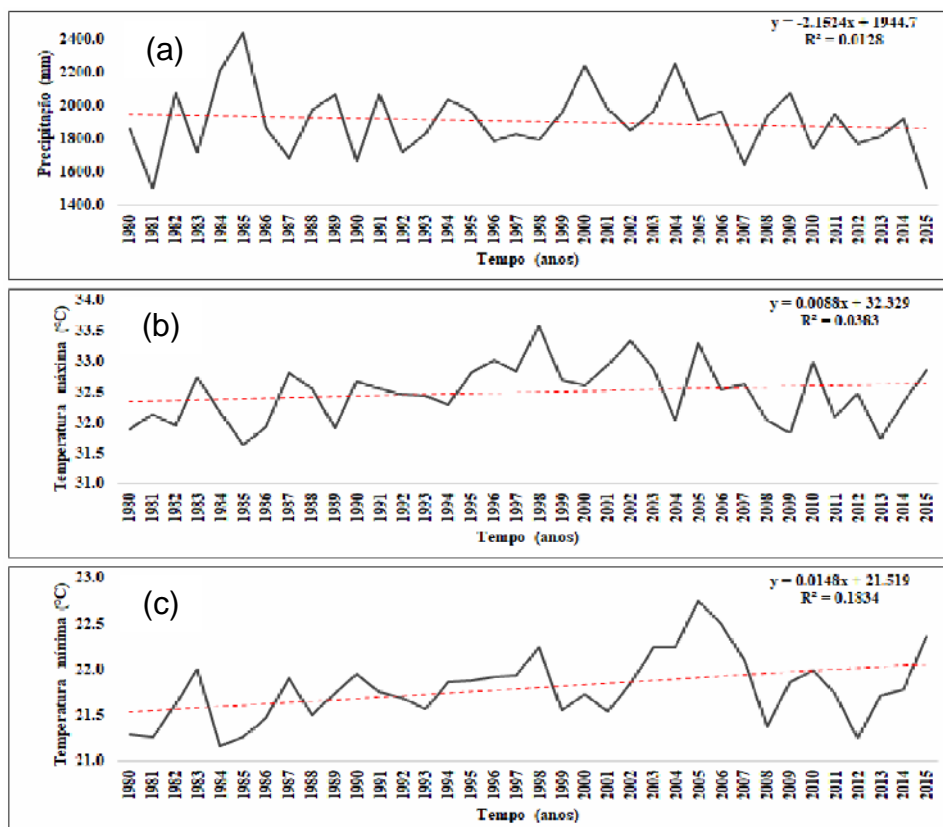 (a)
y = -2.1524x + 1944.7
R² = 0.0128
Precipitação (mm)
2400.0
2200.0
2000.0
1800.0
1600.0
1400.0
1980 1981 1982 1983 1984 1985 1986 1987 1988 1989 1990 1991 1992 1993 1994 1995 1996 1997 1998 1999 2000 2001 2002 2003 2004 2005 2006 2007 2008 2009 2010 2011 2012 2013 2014 2015
Tempo (anos)
(b)
y = 0.0088x + 32.329
R² = 0.0383
Temperatura máxima (°C)
34.0
33.5
33.0
32.5
32.0
31.5
31.0
1980 1981 1982 1983 1984 1985 1986 1987 1988 1989 1990 1991 1992 1993 1994 1995 1996 1997 1998 1999 2000 2001 2002 2003 2004 2005 2006 2007 2008 2009 2010 2011 2012 2013 2014 2015
Tempo (anos)
(c)
y = 0.0148x + 21.519
R² = 0.1834
Temperatura mínima (°C)
23.0
22.5
22.0
21.5
21.0
1980 1981 1982 1983 1984 1985 1986 1987 1988 1989 1990 1991 1992 1993 1994 1995 1996 1997 1998 1999 2000 2001 2002 2003 2004 2005 2006 2007 2008 2009 2010 2011 2012 2013 2014 2015
Tempo (anos)